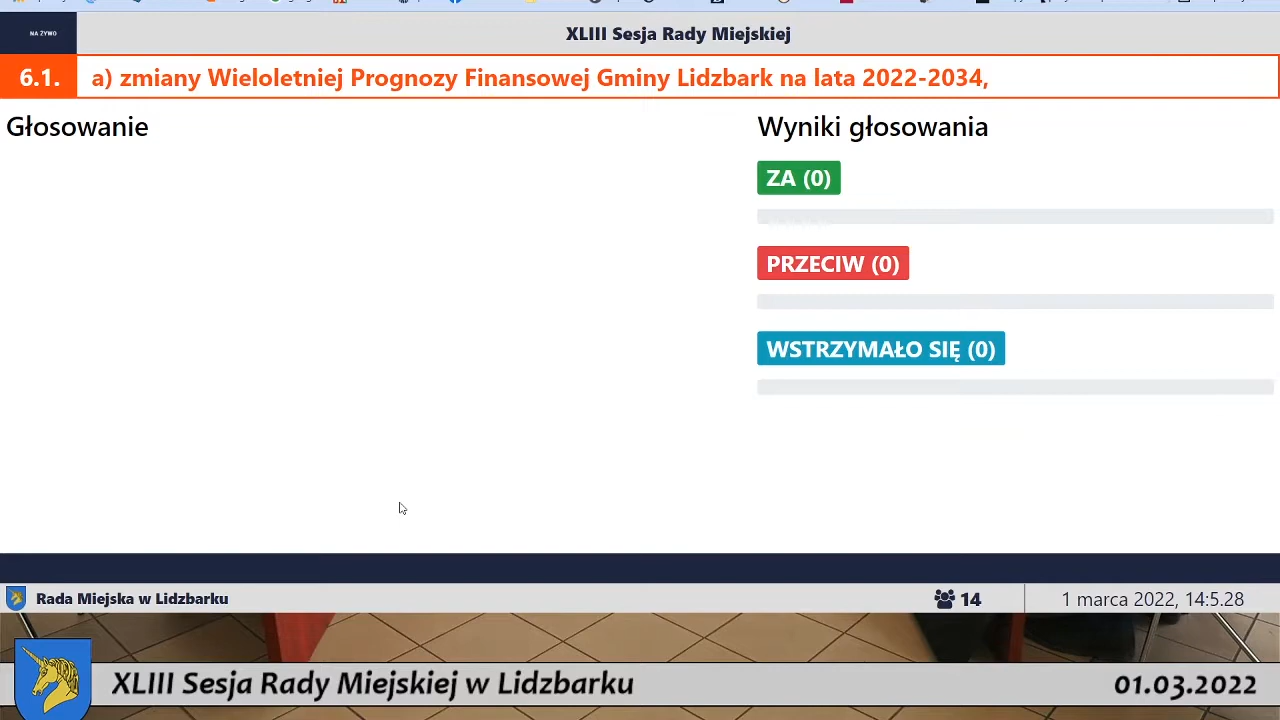 NA ŻYWO
XLIII Sesja Rady Miejskiej
6.1.
a) zmiany Wieloletniej Prognozy Finansowej Gminy Lidzbark na lata 2022-2034,
Głosowanie
Wyniki głosowania
ZA (0)
PRZECIW (0)
WSTRZYMAŁO SIĘ (0)
Rada Miejska w Lidzbarku
14
1 marca 2022, 14:5.28
XLIII Sesja Rady Miejskiej w Lidzbarku
01.03.2022